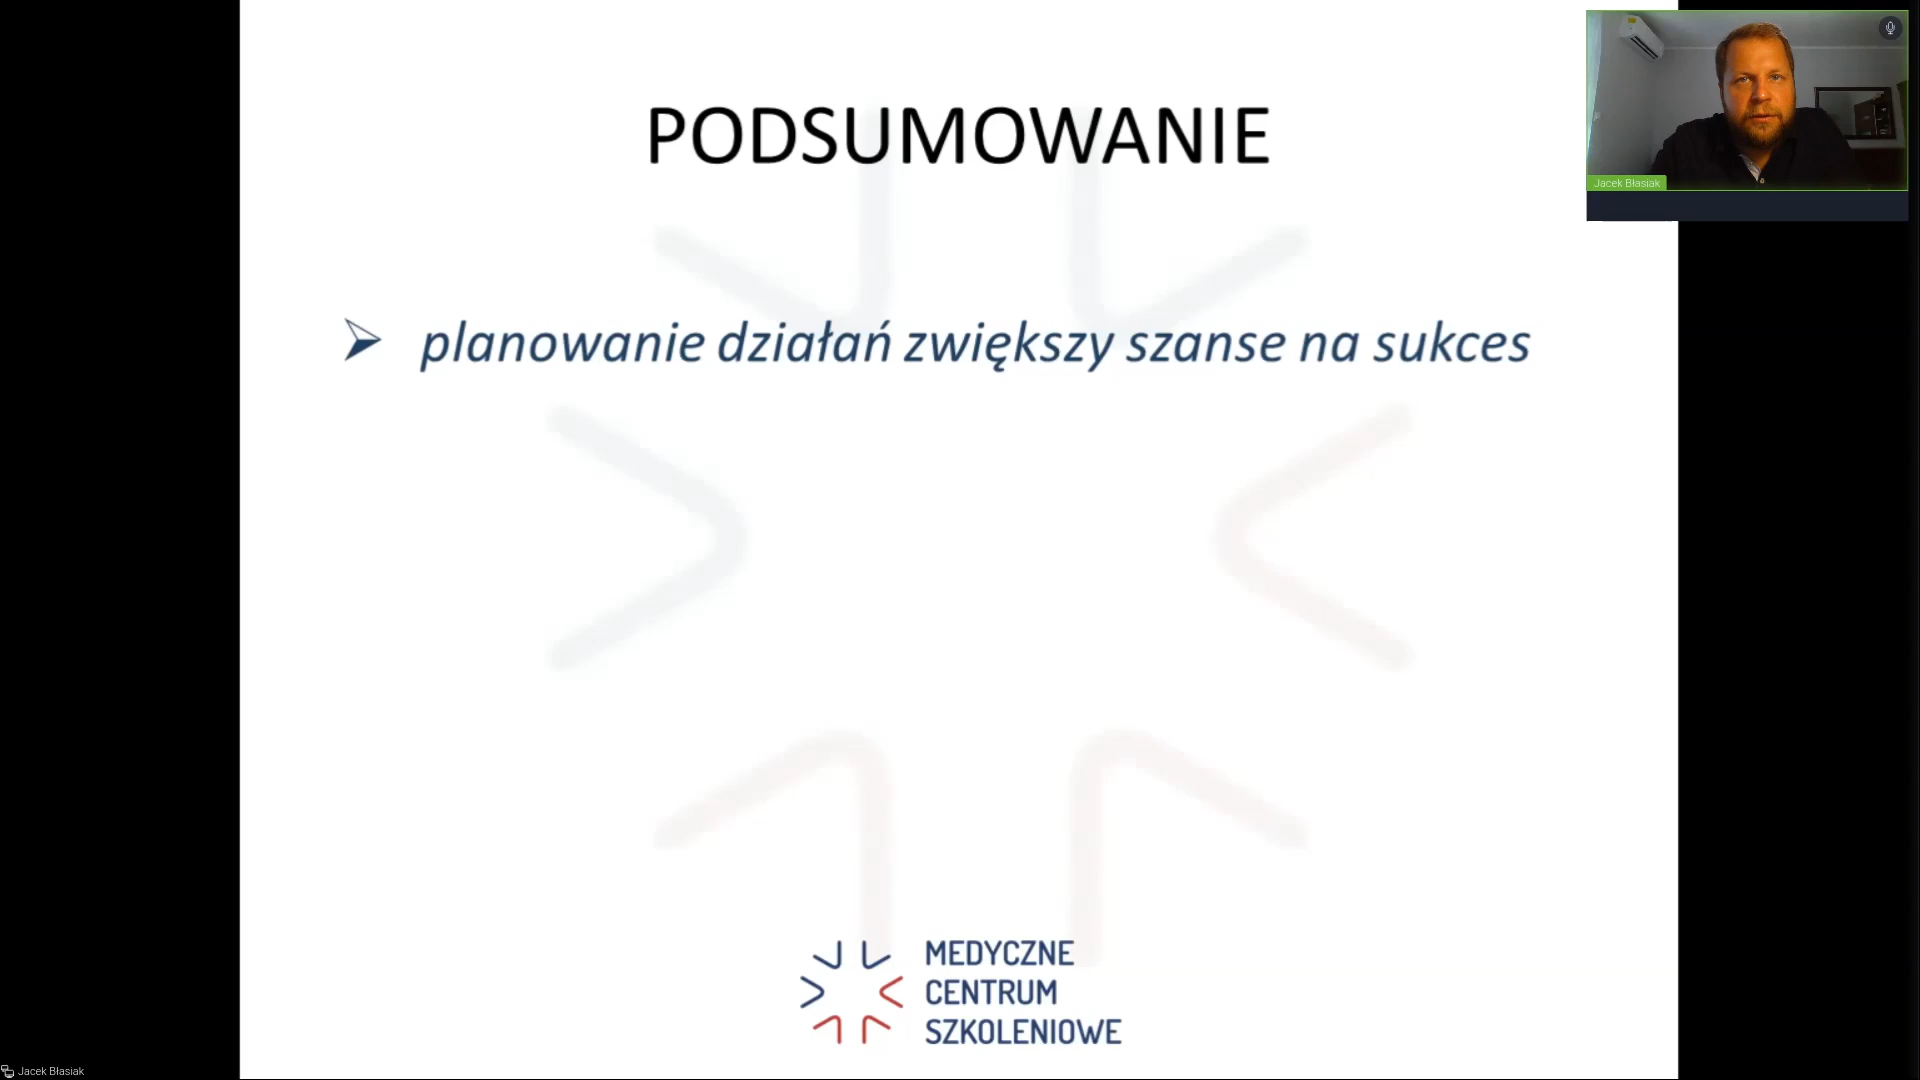 PODSUMOWANIE
planowanie działań zwiększy szanse na sukces
MEDYCZNE
CENTRUM
SZKOLENIOWE
Jacek Błasiak
Jacek Błasiak